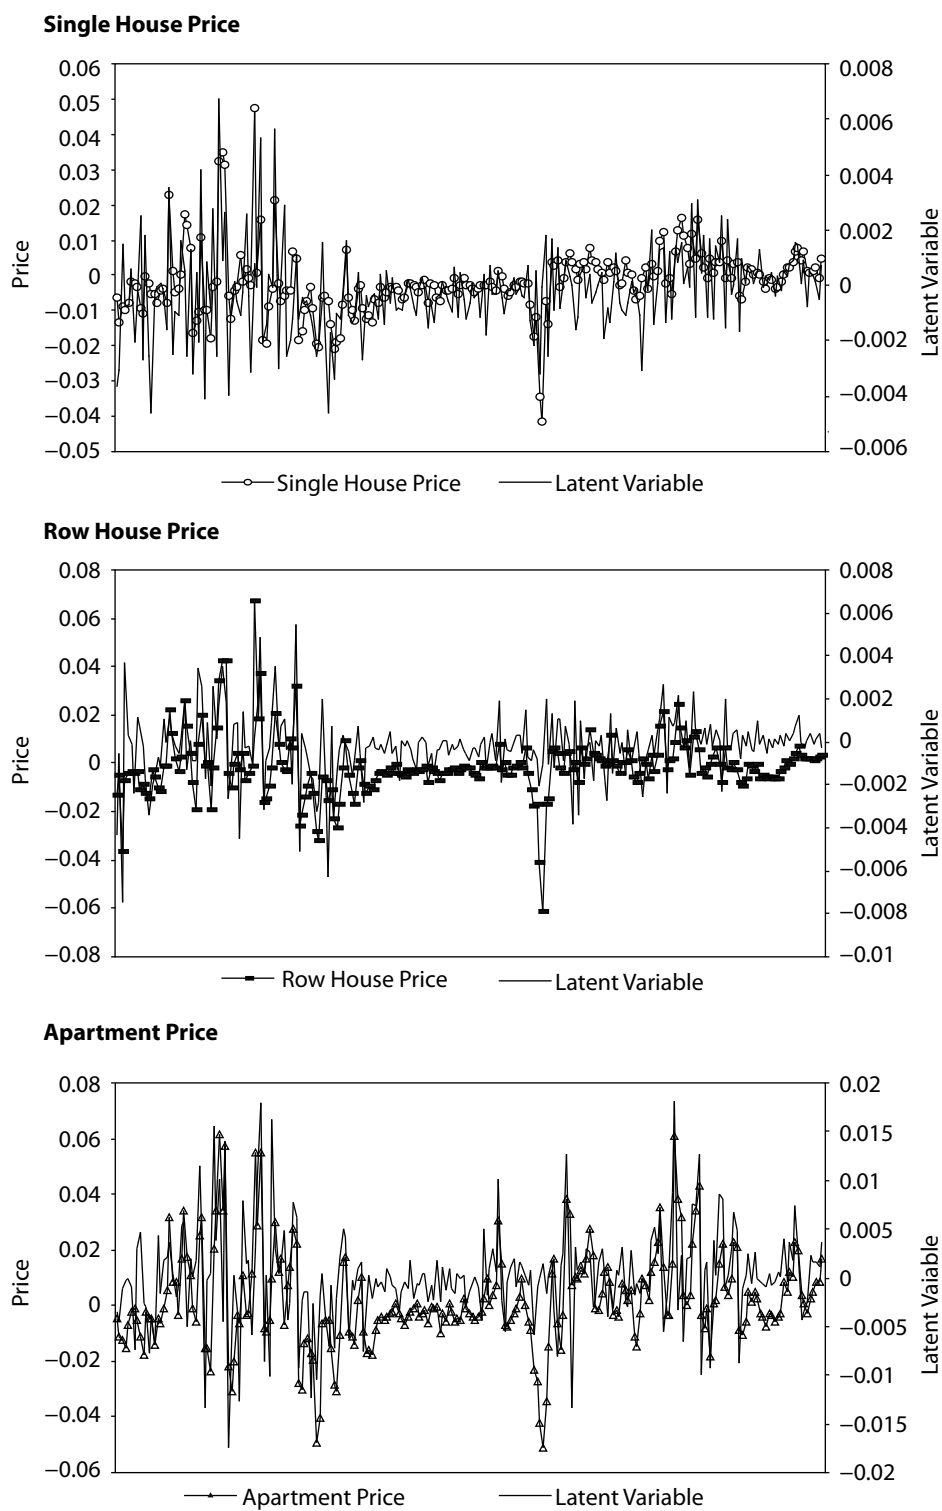 Single House Price
0.06 0.008
0.05 0.006
0.04
0.03 0.004
0.02 0.002
0.01
0 0
−0.01
−0.02 −0.002
−0.03 −0.004
−0.04
−0.05 −0.006
Price
Latent Variable
Single House Price Latent Variable
Row House Price
0.08 0.008
0.06 0.006
0.04 0.004
0.02 0.002
0 0
−0.02 −0.002
−0.04 −0.004
−0.06 −0.006
−0.08 −0.008
−0.01
Price
Latent Variable
Row House Price Latent Variable
Apartment Price
0.08 0.02
0.06 0.015
0.04 0.01
0.02 0.005
0 0
−0.02 −0.005
−0.04 −0.01
−0.06 −0.015
−0.02
Price
Latent Variable
Apartment Price Latent Variable